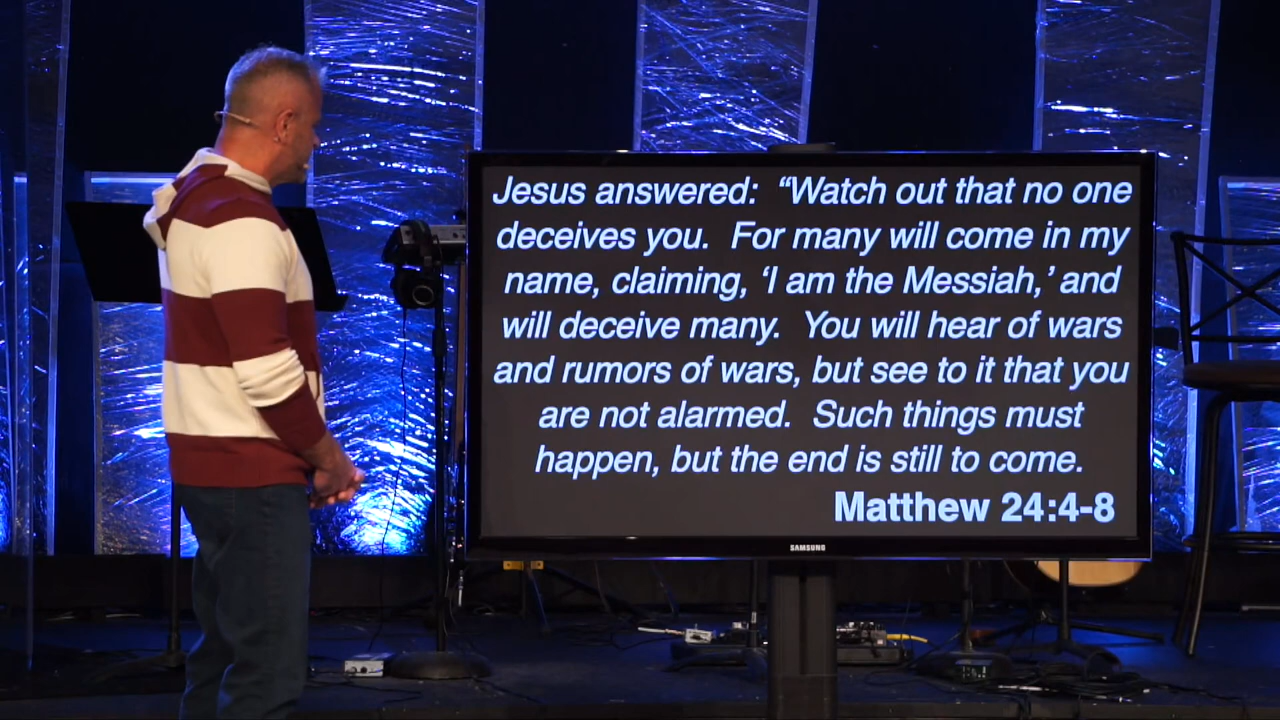 Jesus answered: “Watch out that no one
deceives you. For many will come in my
name, claiming, ‘I am the Messiah,’ and
will deceive many. You will hear of wars
and rumors of wars, but see to it that you
are not alarmed. Such things must
happen, but the end is still to come.
Matthew 24:4-8
SAMSUNG